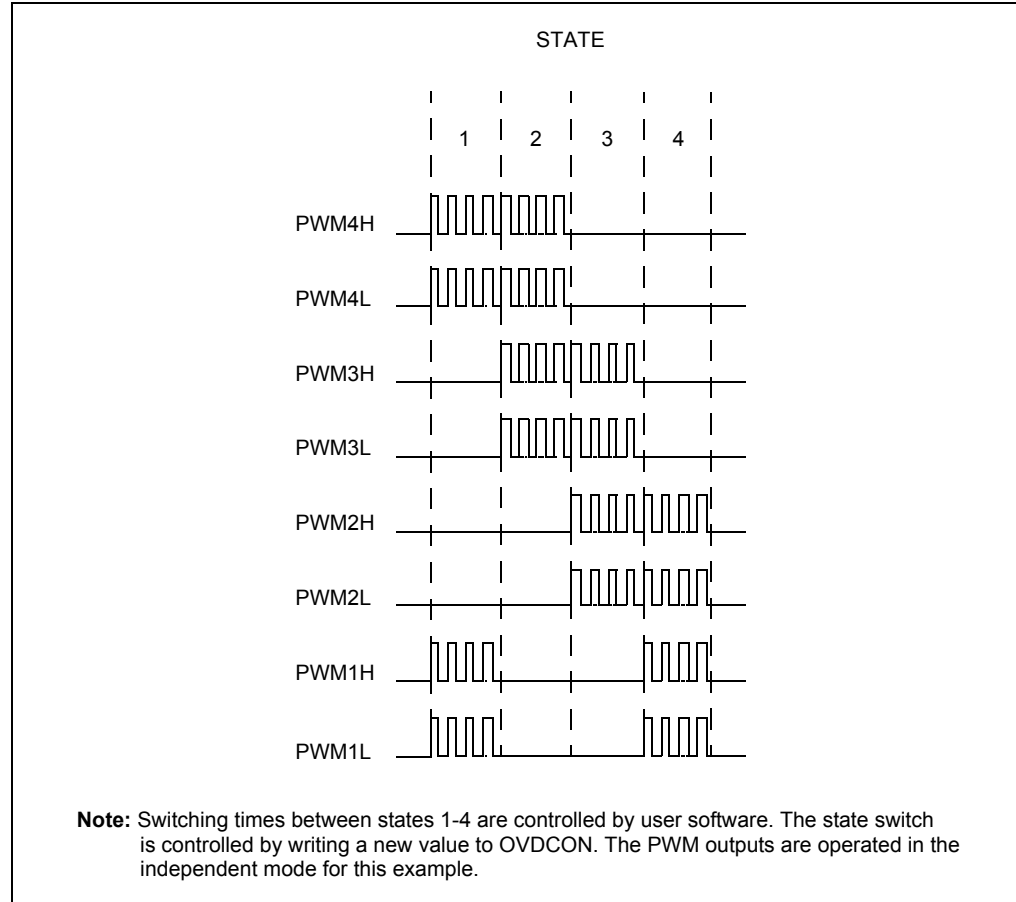 STATE
1 2 3 4
PWM4H
PWM4L
PWM3H
PWM3L
PWM2H
PWM2L
PWM1H
PWM1L
Note: Switching times between states 1-4 are controlled by user software. The state switch
is controlled by writing a new value to OVDCON. The PWM outputs are operated in the
independent mode for this example.